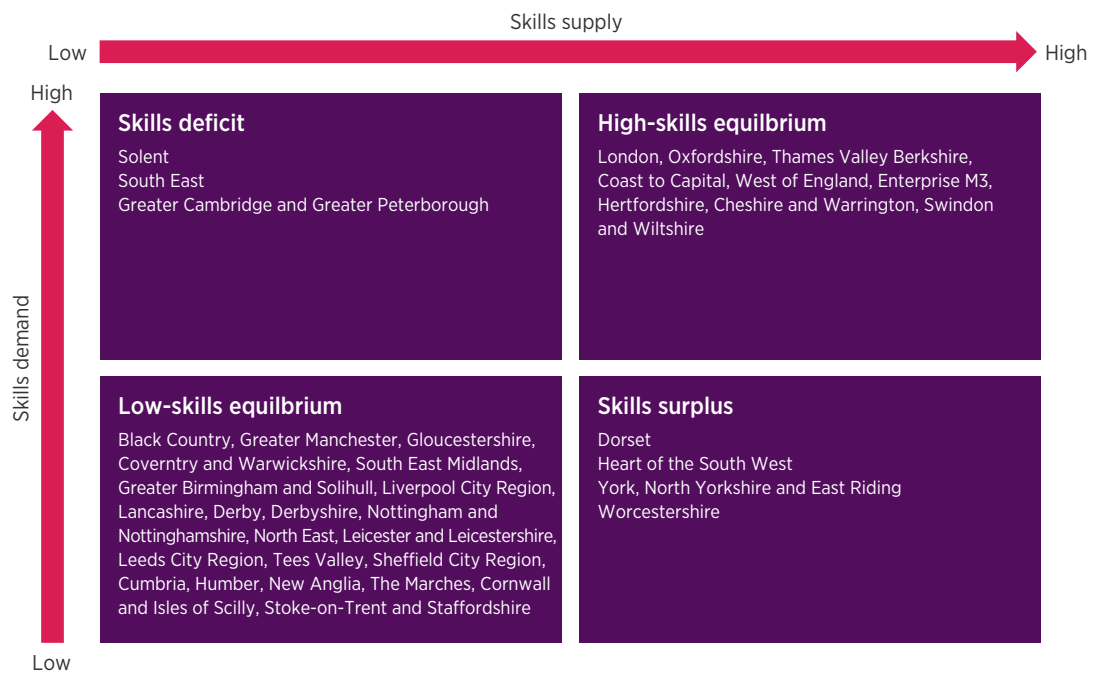 Skills supply
Low
High
High
Skills deficit
Solent
South East
Greater Cambridge and Greater Peterborough
High-skills equilbrium
London, Oxfordshire, Thames Valley Berkshire,
Coast to Capital, West of England, Enterprise M3,
Hertfordshire, Cheshire and Warrington, Swindon
and Wiltshire
Skills demand
Low-skills equilbrium
Black Country, Greater Manchester, Gloucestershire,
Coverntry and Warwickshire, South East Midlands,
Greater Birmingham and Solihull, Liverpool City Region,
Lancashire, Derby, Derbyshire, Nottingham and
Nottinghamshire, North East, Leicester and Leicestershire,
Leeds City Region, Tees Valley, Sheffield City Region,
Cumbria, Humber, New Anglia, The Marches, Cornwall
and Isles of Scilly, Stoke-on-Trent and Staffordshire
Skills surplus
Dorset
Heart of the South West
York, North Yorkshire and East Riding
Worcestershire
Low